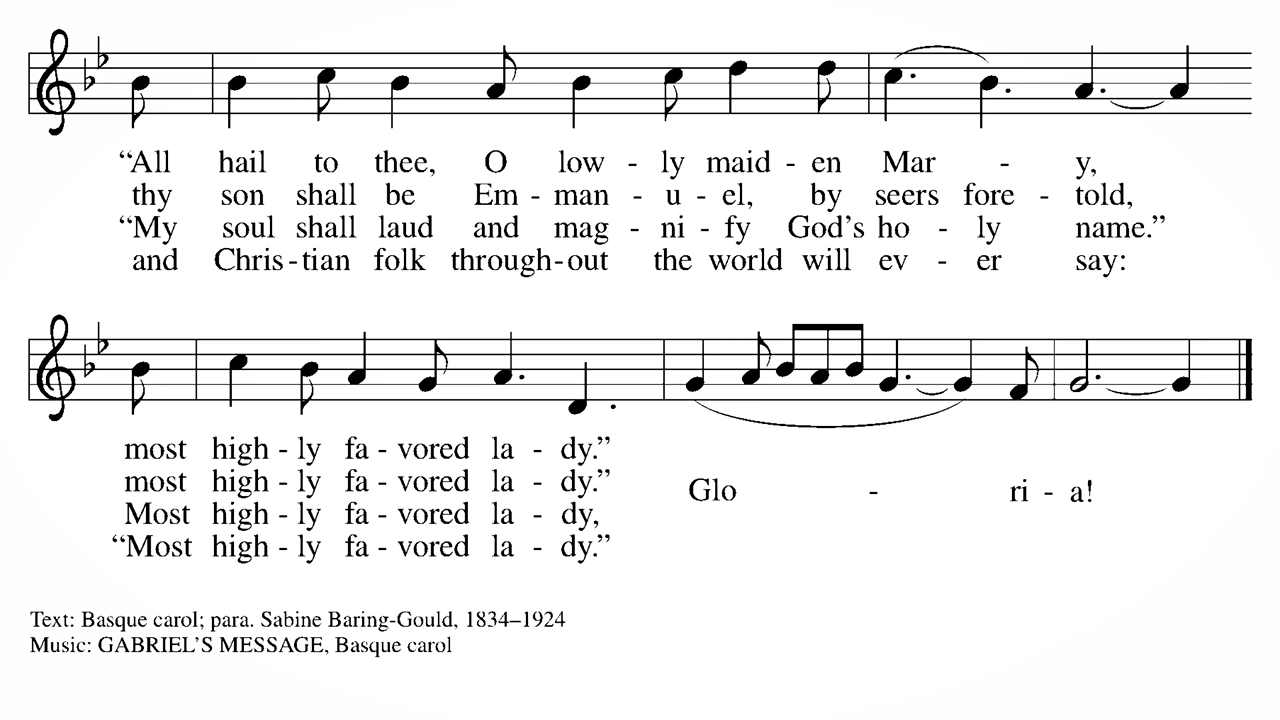 “All hail to thee, O low - ly maid - en Mar - y,
thy son shall be Em - man - u - el, by seers fore - told,
“My soul shall laud and mag - ni - fy God’s ho - ly name.”
and Chris - tian folk through - out the world will ev - er say:
most high - ly fa - vored la - dy.”
most high - ly fa - vored la - dy.”
Glo - ri - a!
Most high - ly fa - vored la - dy,
“Most high - ly fa - vored la - dy.”
Text: Basque carol; para. Sabine Baring-Gould, 1834–1924
Music: GABRIEL’S MESSAGE, Basque carol